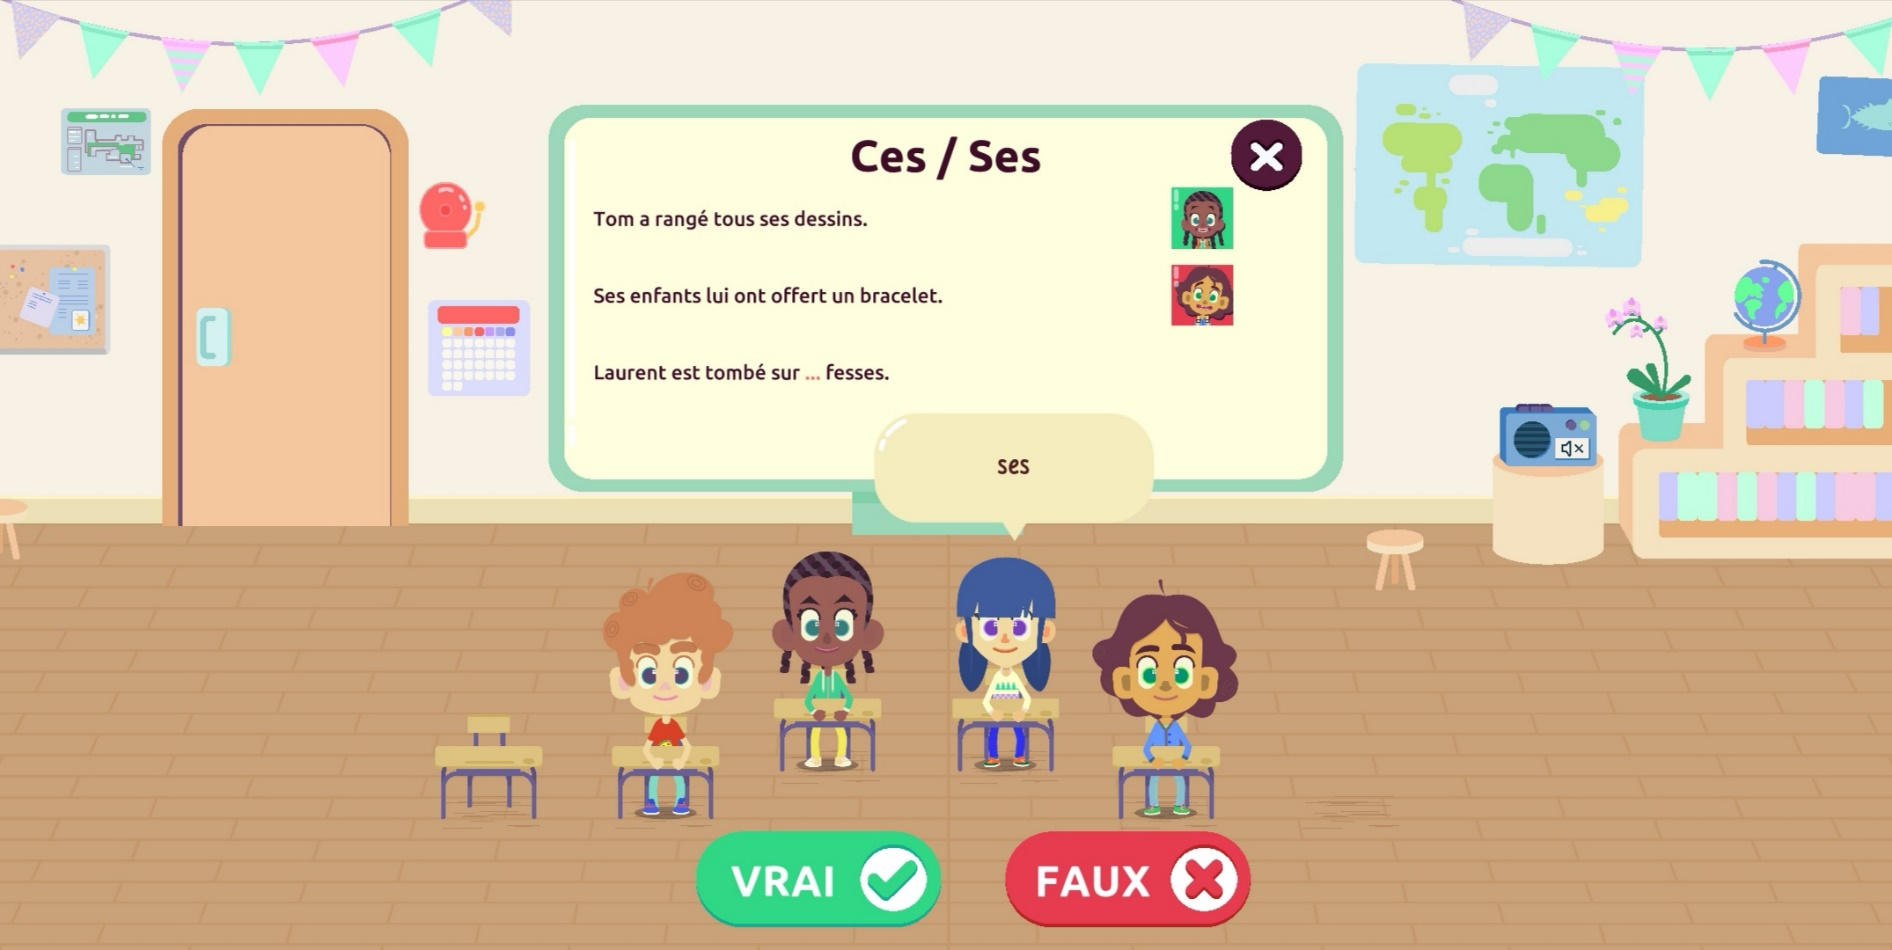 Ces / Ses
Tom a rangé tous ses dessins.
Ses enfants lui ont offert un bracelet.
Laurent est tombé sur ... fesses.
ses
VRAI
FAUX